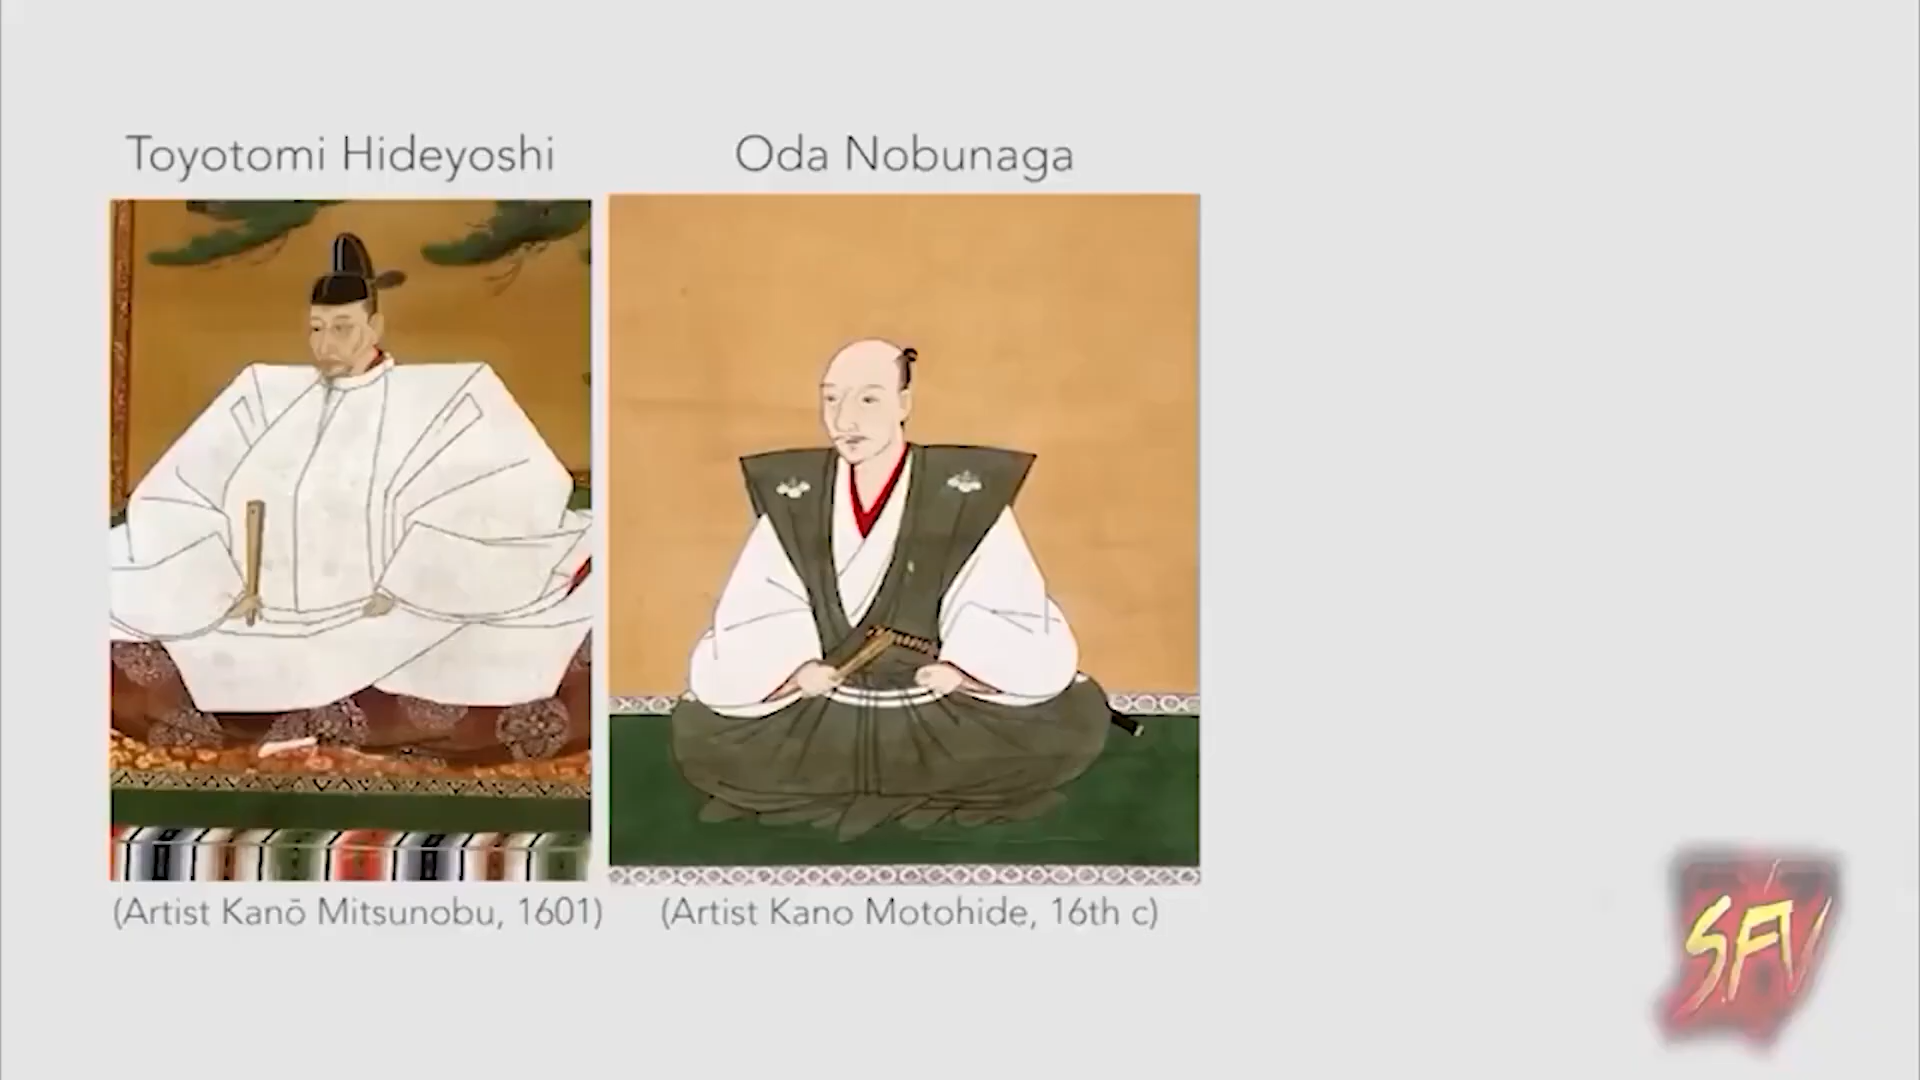 Toyotomi Hideyoshi
Oda Nobunaga
(Artist Kanō Mitsunobu, 1601)
(Artist Kano Motohide, 16th c)
SFV